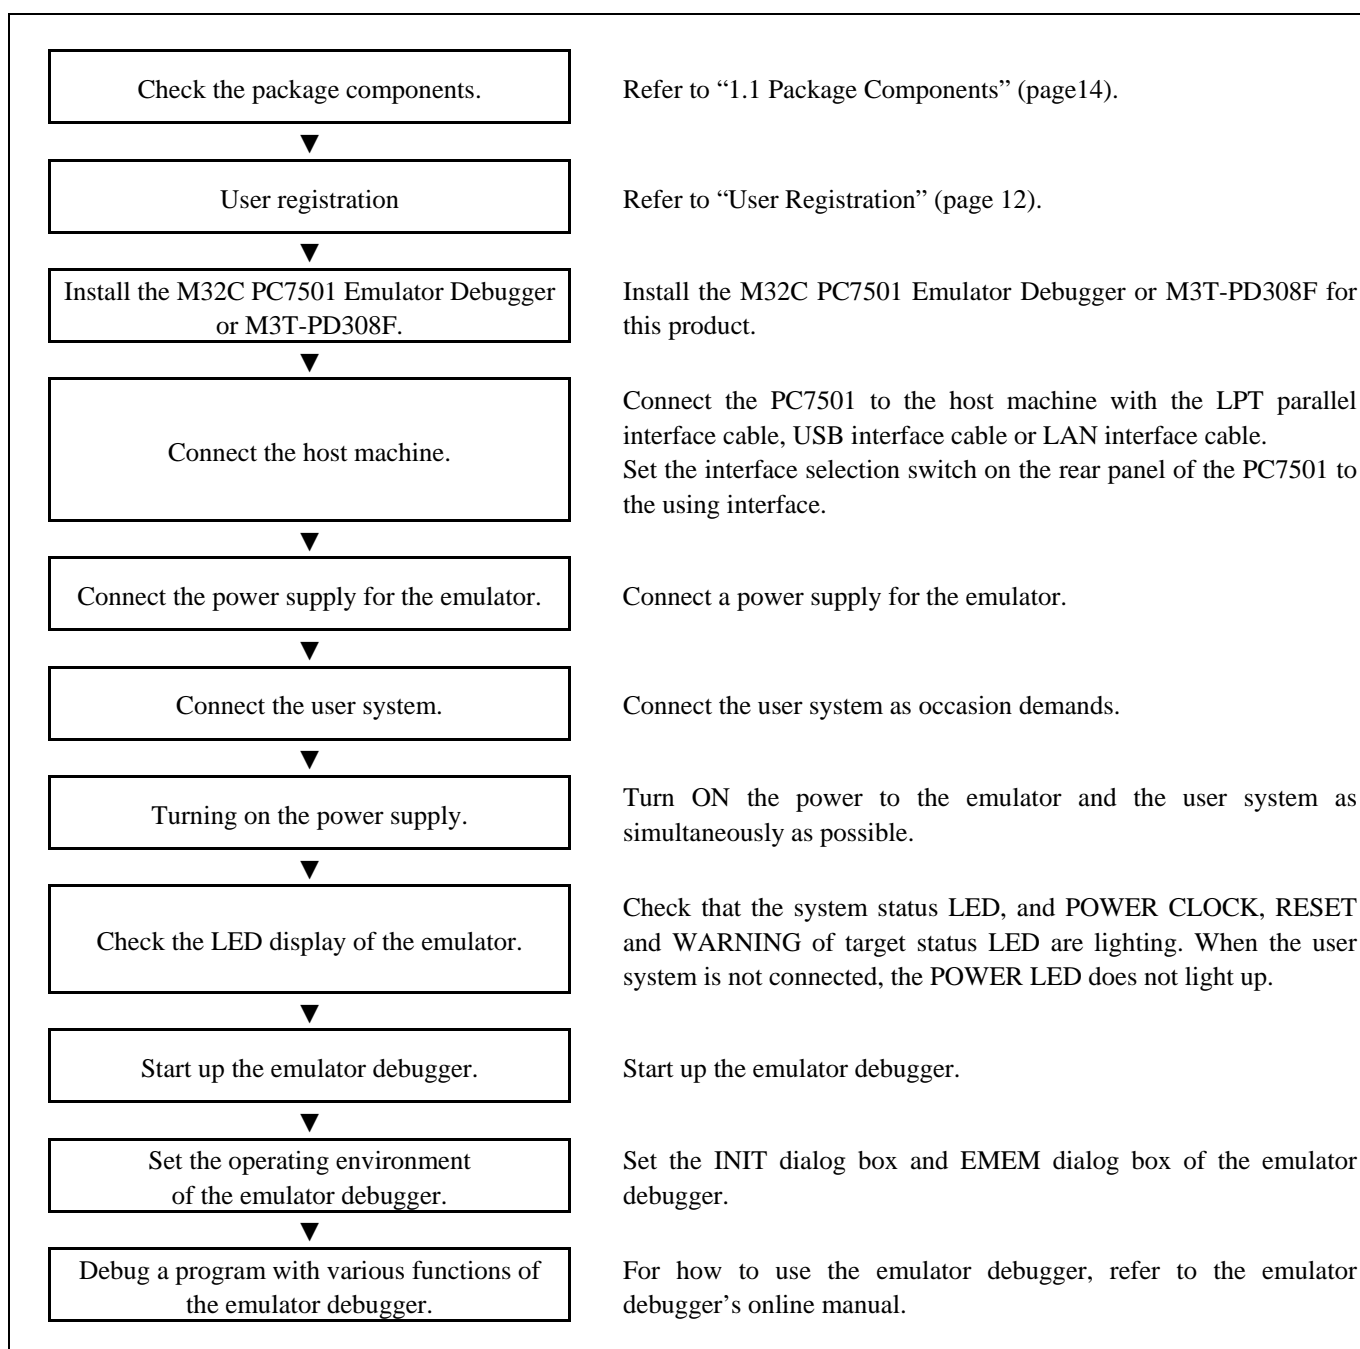 Check the package components.
Refer to “1.1 Package Components” (page14).
▼
User registration
Refer to “User Registration” (page 12).
▼
Install the M32C PC7501 Emulator Debugger
or M3T-PD308F.
Install the M32C PC7501 Emulator Debugger or M3T-PD308F for
this product.
▼
Connect the host machine.
Connect the PC7501 to the host machine with the LPT parallel
interface cable, USB interface cable or LAN interface cable.
Set the interface selection switch on the rear panel of the PC7501 to
the using interface.
▼
Connect the power supply for the emulator.
Connect a power supply for the emulator.
▼
Connect the user system.
Connect the user system as occasion demands.
▼
Turning on the power supply.
Turn ON the power to the emulator and the user system as
simultaneously as possible.
▼
Check the LED display of the emulator.
Check that the system status LED, and POWER CLOCK, RESET
and WARNING of target status LED are lighting. When the user
system is not connected, the POWER LED does not light up.
▼
Start up the emulator debugger.
Start up the emulator debugger.
▼
Set the operating environment
of the emulator debugger.
Set the INIT dialog box and EMEM dialog box of the emulator
debugger.
▼
Debug a program with various functions of
the emulator debugger.
For how to use the emulator debugger, refer to the emulator
debugger’s online manual.